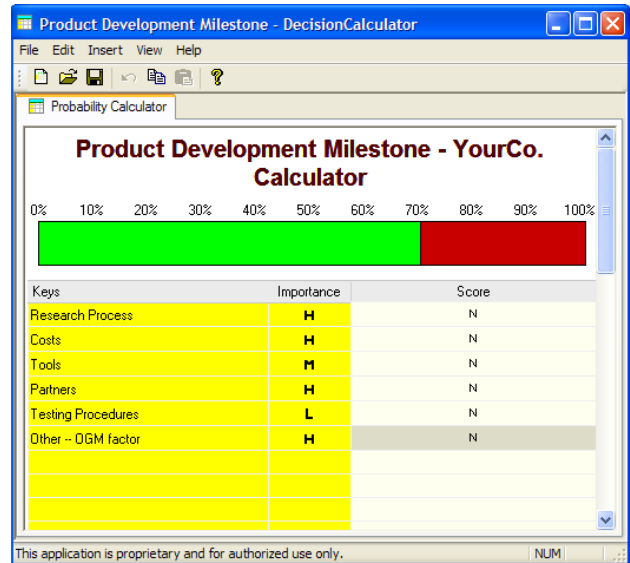 Product Development Milestone - DecisionCalculator
File Edit Insert View Help
Probability Calculator
Product Development Milestone - YourCo.
Calculator
0% 10% 20% 30% 40% 50% 60% 70% 80% 90% 100%
Keys Importance Score
Research Process H N
Costs H N
Tools M N
Partners H N
Testing Procedures L N
Other -- OGM factor H N
This application is proprietary and for authorized use only. NUM